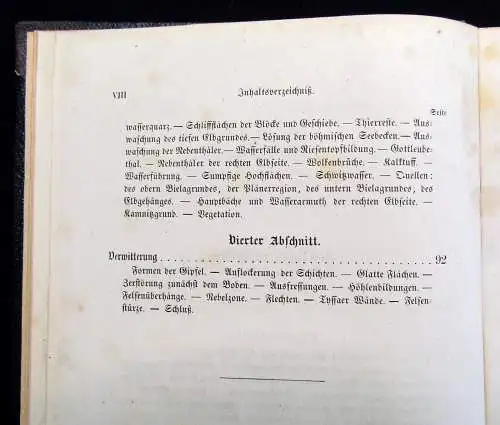 VIII Inhaltsverzeichniß.
Seite
wasserquarz. — Schliffflächen der Blöcke und Geschiebe. — Thierreste. — Aus-
waschung des tiefen Elbgrundes. — Lösung der böhmischen Seebecken. — Aus-
waschung der Nebenthäler. — Wasserfälle und Riesentopfbildung. — Gottleube-
thal. — Nebenthäler der rechten Elbseite. — Wolkenbrüche. — Kalktuff. —
Wasserführung. — Sumpfige Hochflächen. — Schwitzwasser. — Quellen:
des obern Bielagrundes, der Plänerregion, des untern Bielagrundes, des
Elbgehänges. — Hauptbäche und Wasserarmuth der rechten Elbseite. —
Kamnitzgrund. — Vegetation.
Vierter Abschnitt.
Verwitterung . . . . . . . . . . . . . . . . . . . . . . . . . . . . . . 92
Formen der Gipfel. — Auflockerung der Schichten. — Glatte Flächen. —
Zerstörung zunächst dem Boden. — Ausfressungen. — Höhlenbildungen. —
Felsenüberhänge. — Nebelzone. — Flechten. — Tyssaer Wände. — Felsen-
stürze. — Schluß.